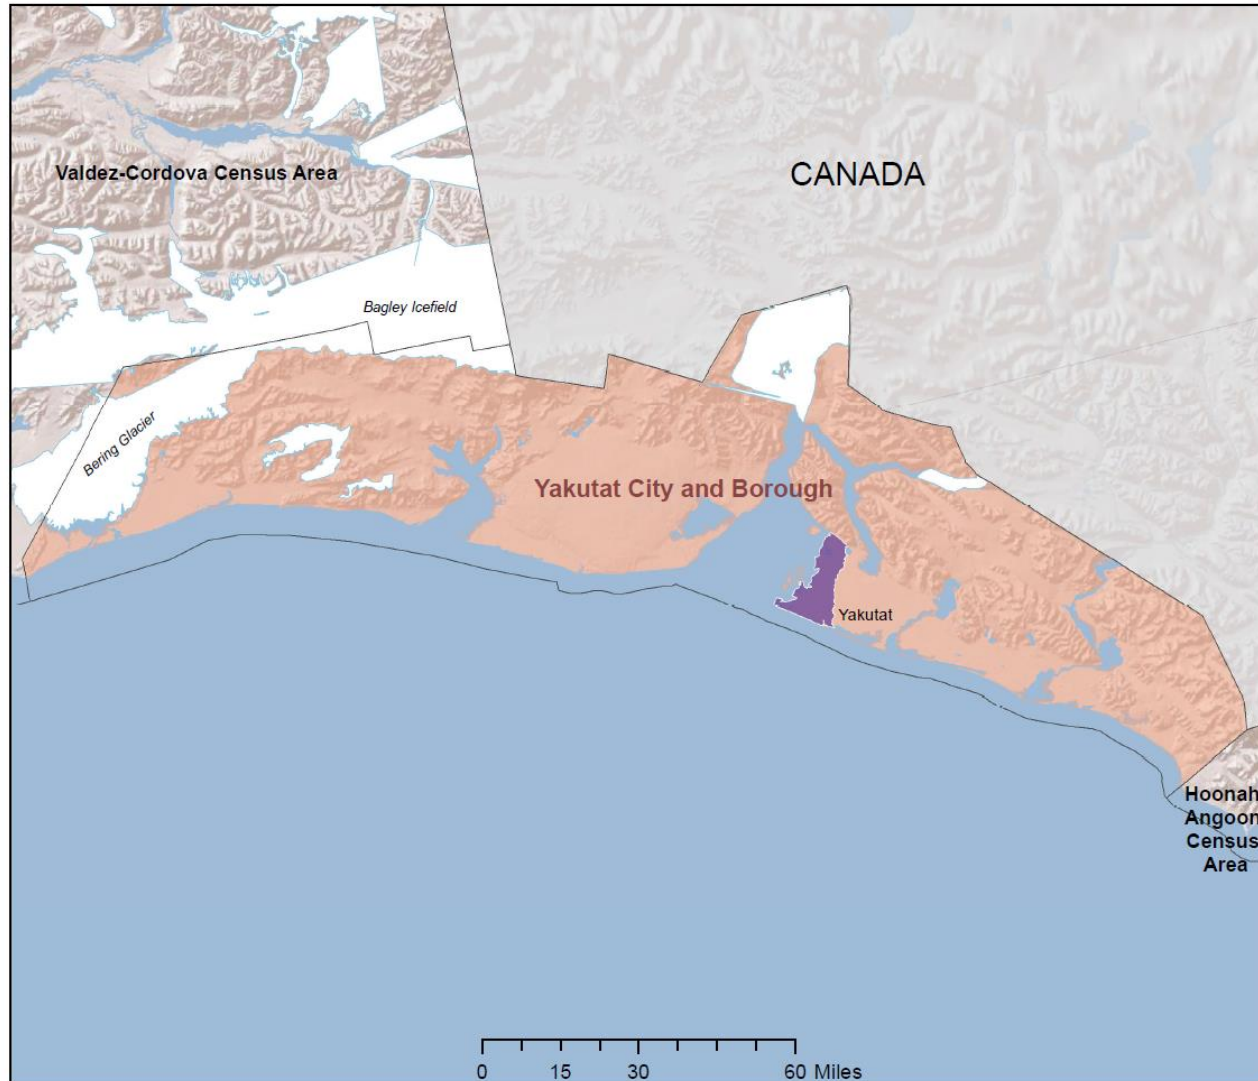 CANADA
Valdez-Cordova Census Area
Bagley Icefield
Bering Glacier
Yakutat City and Borough
Yakutat
Hoonah
Angoon
Census
Area
0 15 30 60 Miles